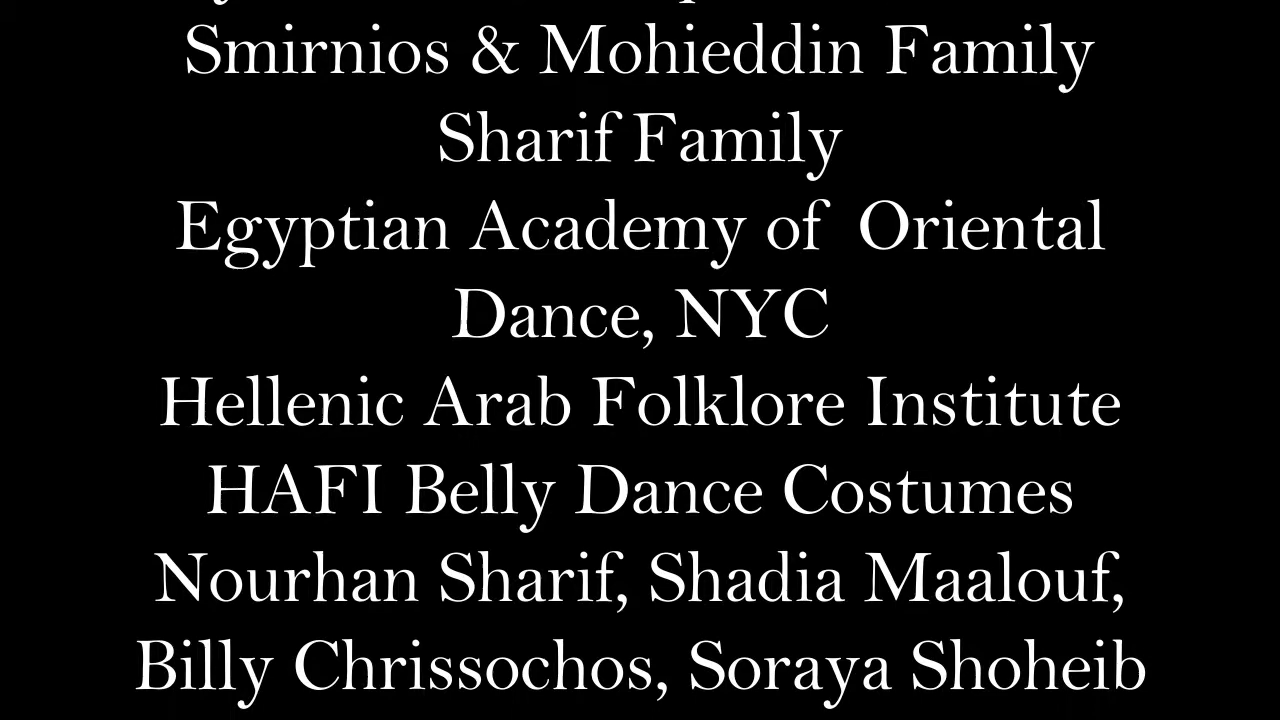 Smirnios & Mohieddin Family
Sharif Family
Egyptian Academy of Oriental
Dance, NYC
Hellenic Arab Folklore Institute
HAFI Belly Dance Costumes
Nourhan Sharif, Shadia Maalouf,
Billy Chrissochos, Soraya Shoheib